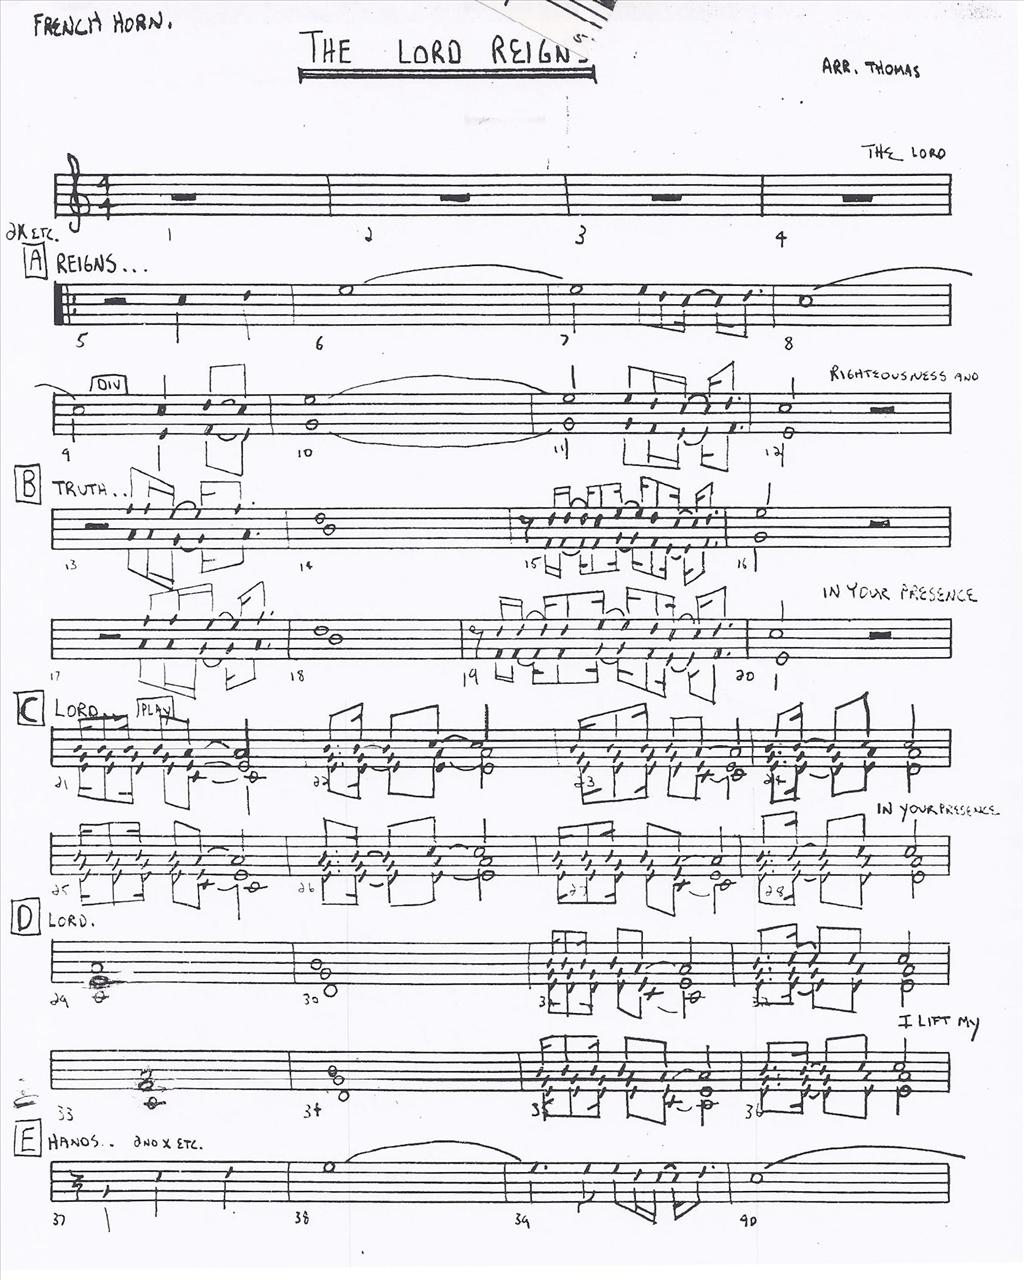 FRENCH HORN.
THE LORD REIGNS
ARR. THOMAS
THE LORD
4
4
2X ETC.
1 2 3 4
A REIGNS...
5 6 7 8
DIV
RIGHTEOUSNESS AND
9 10 11 12
B TRUTH..
13 14 15 16
IN YOUR PRESENCE
17 18 19 20
C LORD.. PLAY
21 22 23 24
IN YOUR PRESENCE
25 26 27 28
D LORD.
29 30 31 32
I LIFT MY
33 34 35 36
E HANDS.. 2ND X ETC.
37 38 39 40